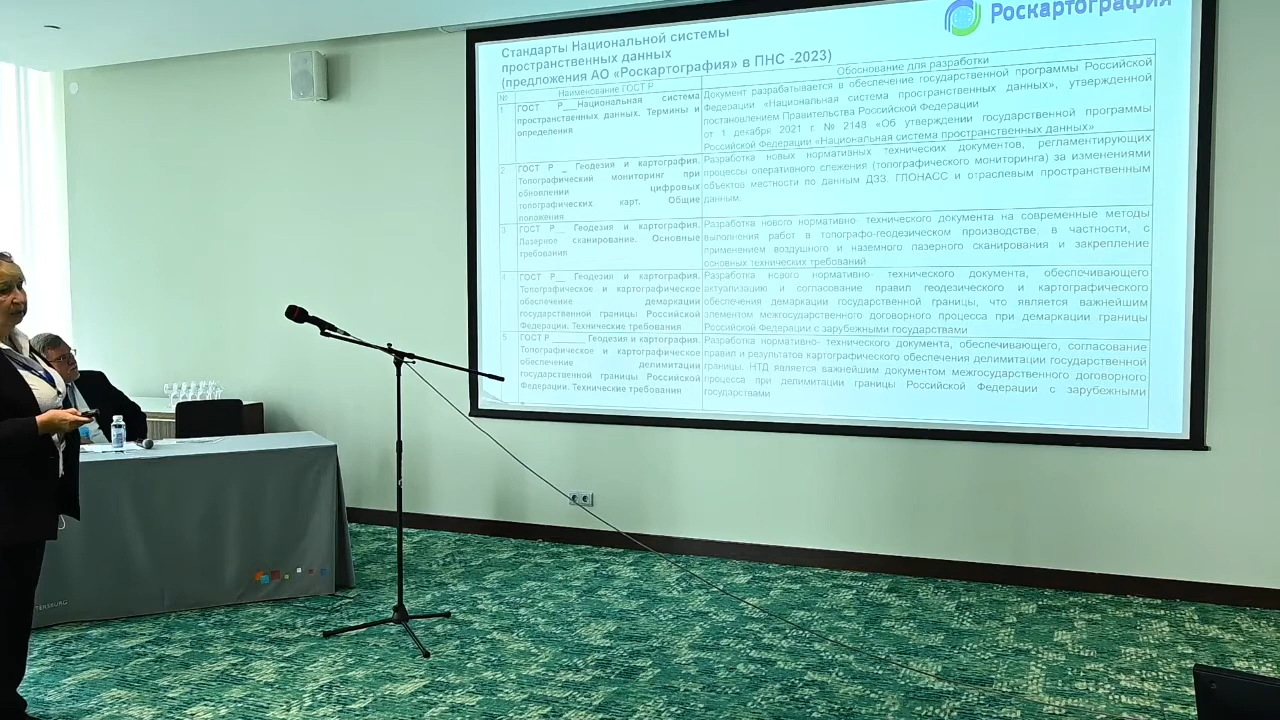 Роскартография
Стандарты Национальной системы
пространственных данных
(предложения АО «Роскартография» в ПНС -2023)
№
Наименование ГОСТ Р
Обоснование для разработки
1
ГОСТ Р___Национальная система
пространственных данных. Термины и
определения
Документ разрабатывается в обеспечение государственной программы Российской
Федерации «Национальная система пространственных данных», утвержденной
постановлением Правительства Российской Федерации
от 1 декабря 2021 г. № 2148 «Об утверждении государственной программы
Российской Федерации «Национальная система пространственных данных»
2
ГОСТ Р _ Геодезия и картография.
Топографический мониторинг при
обновлении цифровых
топографических карт. Общие
положения
Разработка новых нормативных технических документов, регламентирующих
процессы оперативного слежения (топографического мониторинга) за изменениями
объектов местности по данным ДЗЗ, ГЛОНАСС и отраслевым пространственным
данным.
3
ГОСТ Р__ Геодезия и картография.
Лазерное сканирование. Основные
требования
Разработка нового нормативно- технического документа на современные методы
выполнения работ в топографо-геодезическом производстве, в частности, с
применением воздушного и наземного лазерного сканирования и закрепление
основных технических требований
4
ГОСТ Р__ Геодезия и картография.
Топографическое и картографическое
обеспечение демаркации
государственной границы Российской
Федерации. Технические требования
Разработка нового нормативно- технического документа, обеспечивающего
актуализацию и согласование правил геодезического и картографического
обеспечения демаркации государственной границы, что является важнейшим
элементом межгосударственного договорного процесса при демаркации границы
Российской Федерации с зарубежными государствами
5
ГОСТ Р______ Геодезия и картография.
Топографическое и картографическое
обеспечение делимитации
государственной границы Российской
Федерации. Технические требования
Разработка нормативно- технического документа, обеспечивающего, согласование
правил и результатов картографического обеспечения делимитации государственной
границы. НТД является важнейшим документом межгосударственного договорного
процесса при делимитации границы Российской Федерации с зарубежными
государствами